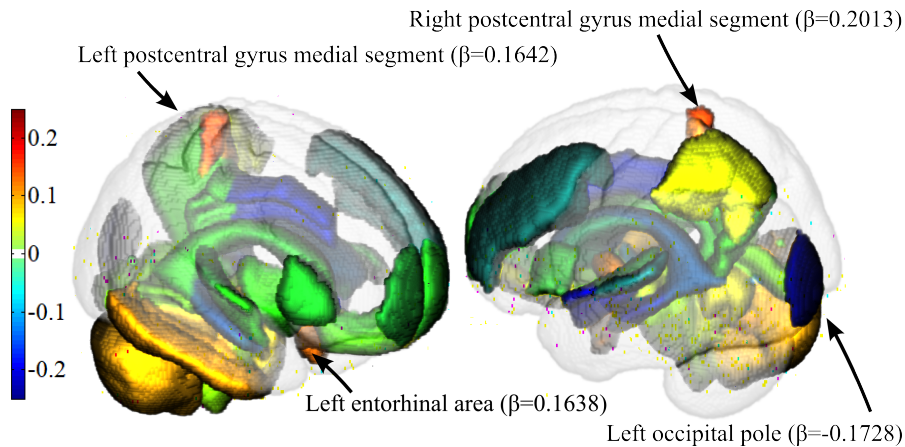 Right postcentral gyrus medial segment (β=0.2013)
Left postcentral gyrus medial segment (β=0.1642)
0.2
0.1
0
-0.1
-0.2
Left entorhinal area (β=0.1638)
Left occipital pole (β=-0.1728)